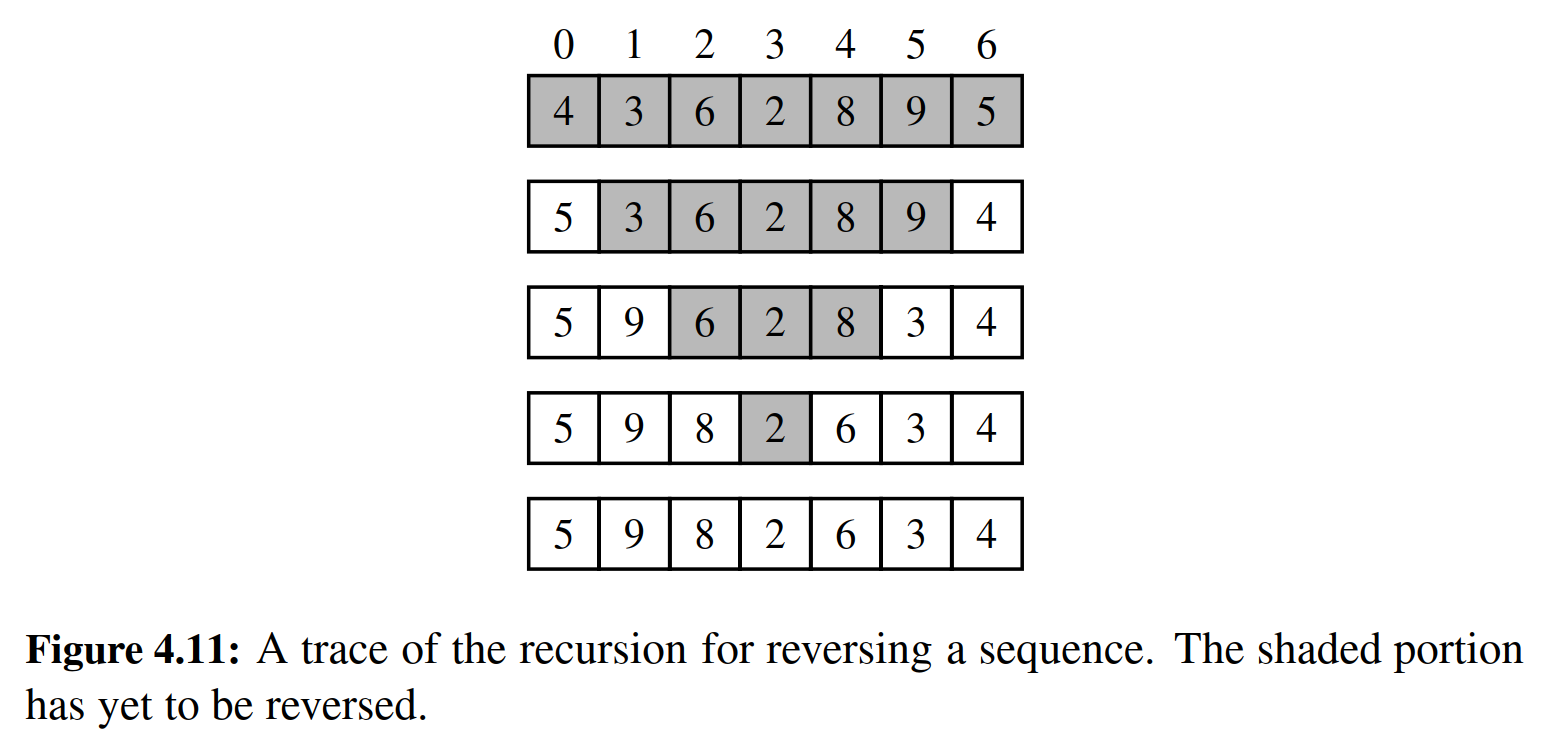 0 1 2 3 4 5 6
4 3 6 2 8 9 5
5 3 6 2 8 9 4
5 9 6 2 8 3 4
5 9 8 2 6 3 4
5 9 8 2 6 3 4
Figure 4.11: A trace of the recursion for reversing a sequence. The shaded portion
has yet to be reversed.